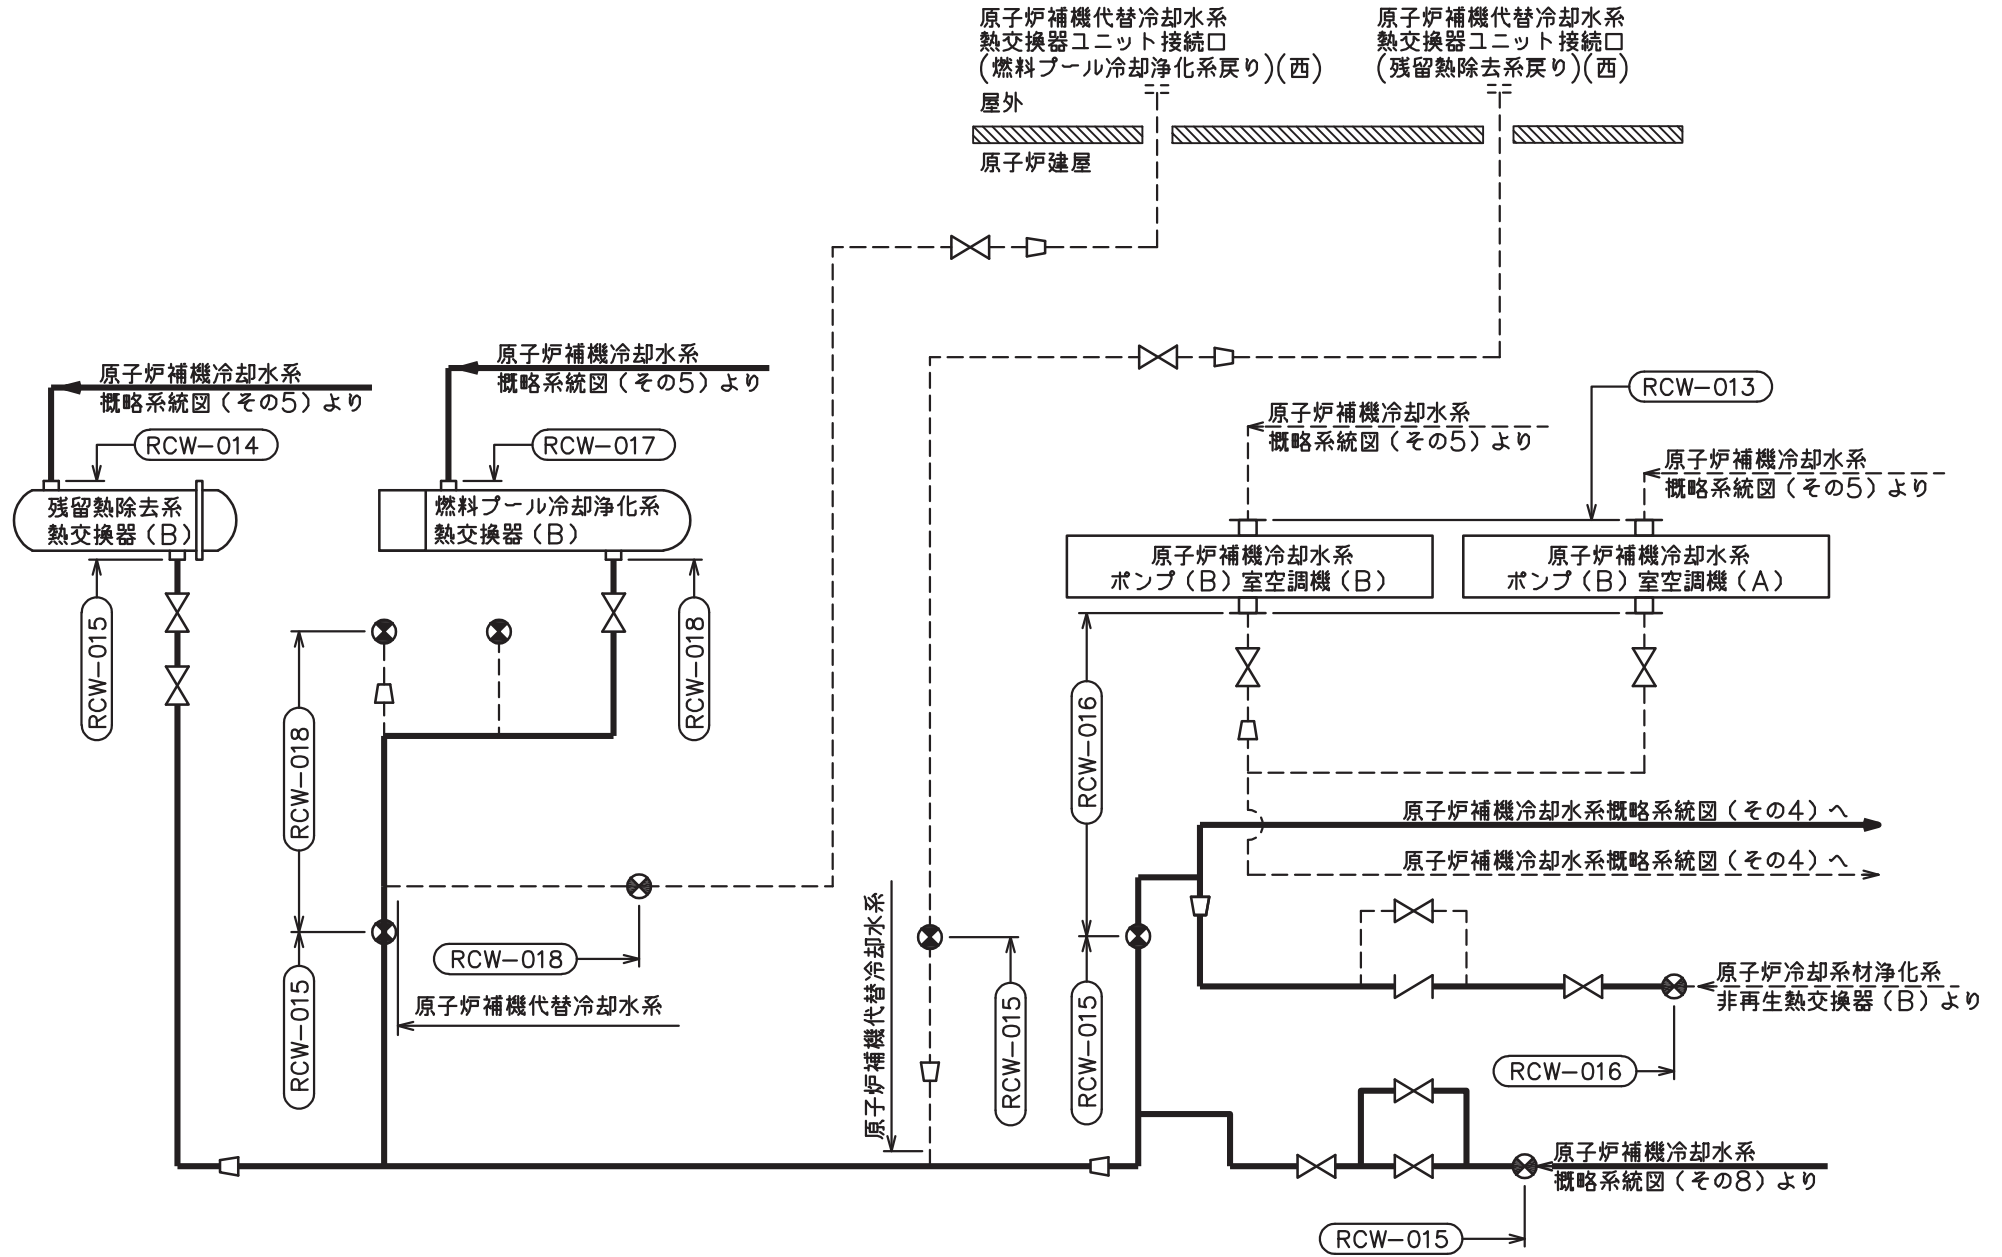 原子炉補機代替冷却水系
熱交換器ユニット接続口
(燃料プール冷却浄化系戻り)(西)
原子炉補機代替冷却水系
熱交換器ユニット接続口
(残留熱除去系戻り)(西)
屋外
原子炉建屋
原子炉補機冷却水系
概略系統図(その5)より
RCW-014
残留熱除去系
熱交換器(B)
RCW-015
原子炉補機冷却水系
概略系統図(その5)より
RCW-017
燃料プール冷却浄化系
熱交換器(B)
RCW-018
RCW-018
RCW-015
RCW-018
原子炉補機代替冷却水系
原子炉補機代替冷却水系
RCW-015
RCW-013
原子炉補機冷却水系
概略系統図(その5)より
原子炉補機冷却水系
概略系統図(その5)より
原子炉補機冷却水系
ポンプ(B)室空調機(B)
原子炉補機冷却水系
ポンプ(B)室空調機(A)
RCW-016
RCW-015
原子炉補機冷却水系概略系統図(その4)へ
原子炉補機冷却水系概略系統図(その4)へ
原子炉冷却系材浄化系
非再生熱交換器(B)より
RCW-016
原子炉補機冷却水系
概略系統図(その8)より
RCW-015